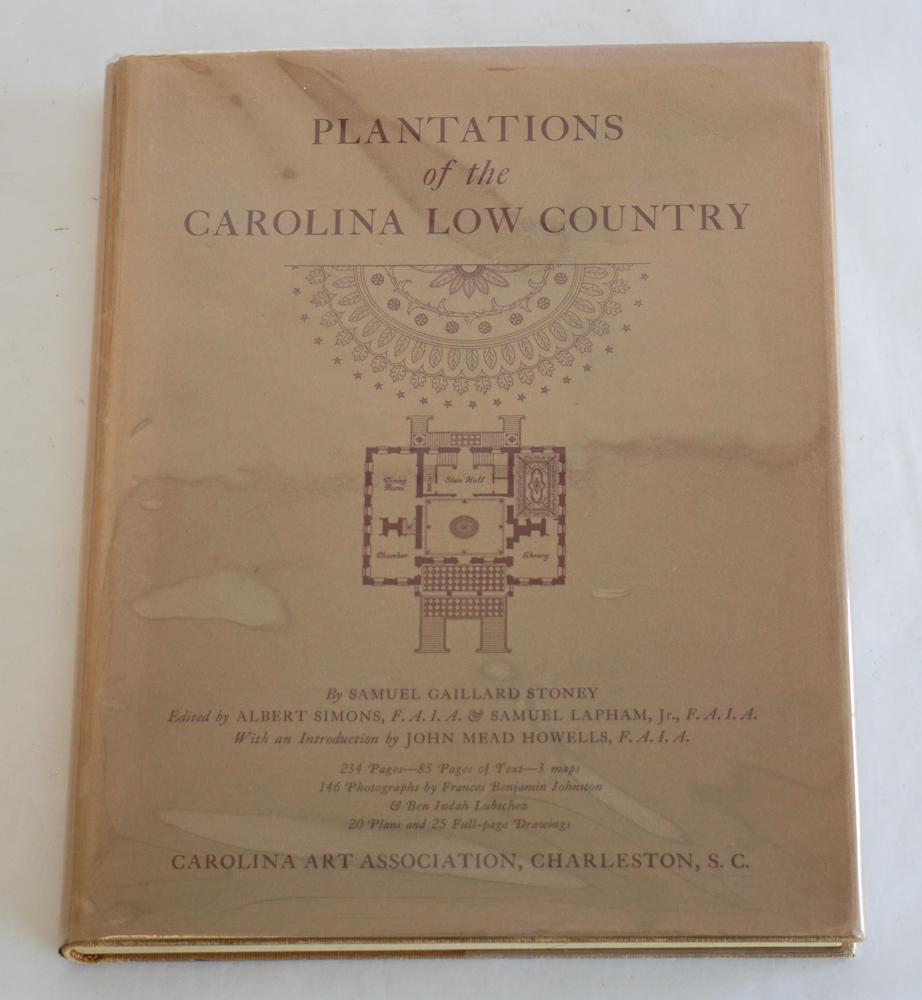 PLANTATIONS
of the
CAROLINA LOW COUNTRY
Dining Room
Stair Hall
Chamber
Library
By SAMUEL GAILLARD STONEY
Edited by ALBERT SIMONS, F.A.I.A. & SAMUEL LAPHAM, Jr., F.A.I.A.
With an Introduction by JOHN MEAD HOWELLS, F.A.I.A.
234 Pages—85 Pages of Text—3 maps
146 Photographs by Frances Benjamin Johnston
& Ben Judah Lubschez
20 Plans and 25 Full-page Drawings
CAROLINA ART ASSOCIATION, CHARLESTON, S. C.